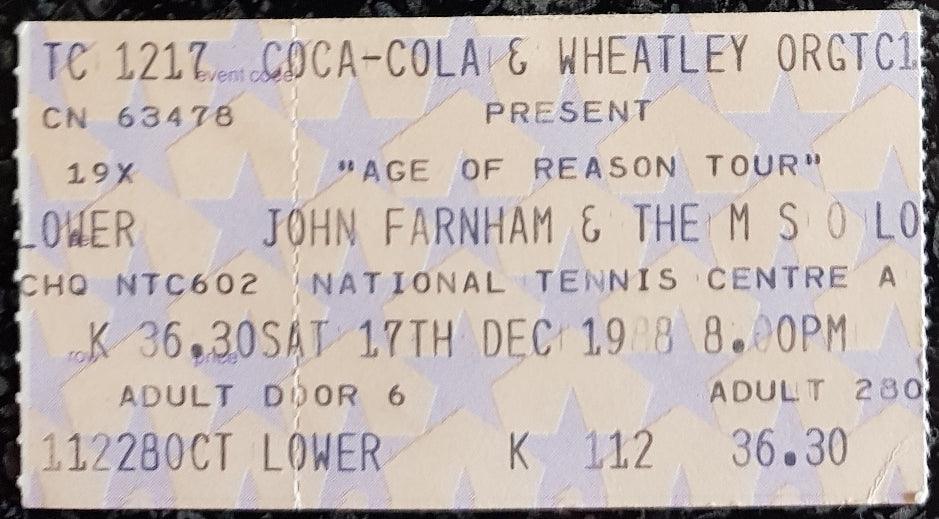 TC 1217 event code COCA-COLA & WHEATLEY ORGTC1
CN 63478 PRESENT
19X "AGE OF REASON TOUR"
LOWER JOHN FARNHAM & THE M S O LO
CHQ NTC602 NATIONAL TENNIS CENTRE A
row K 36.30 price SAT 17TH DEC 1988 8.00PM
ADULT DOOR 6 ADULT 280
11228OCT LOWER K 112 36.30